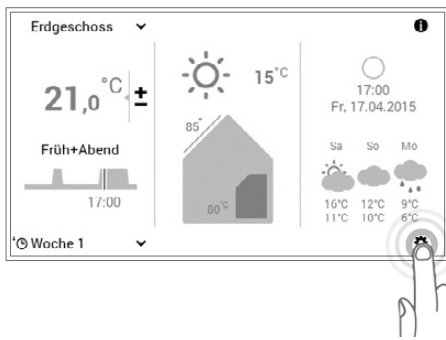 Erdgeschoss
21,0 °C ±
Früh+Abend
17:00
Woche 1
15°C
85°
80°C
17:00
Fr, 17.04.2015
Sa So Mo
16°C 12°C 9°C
11°C 10°C 6°C